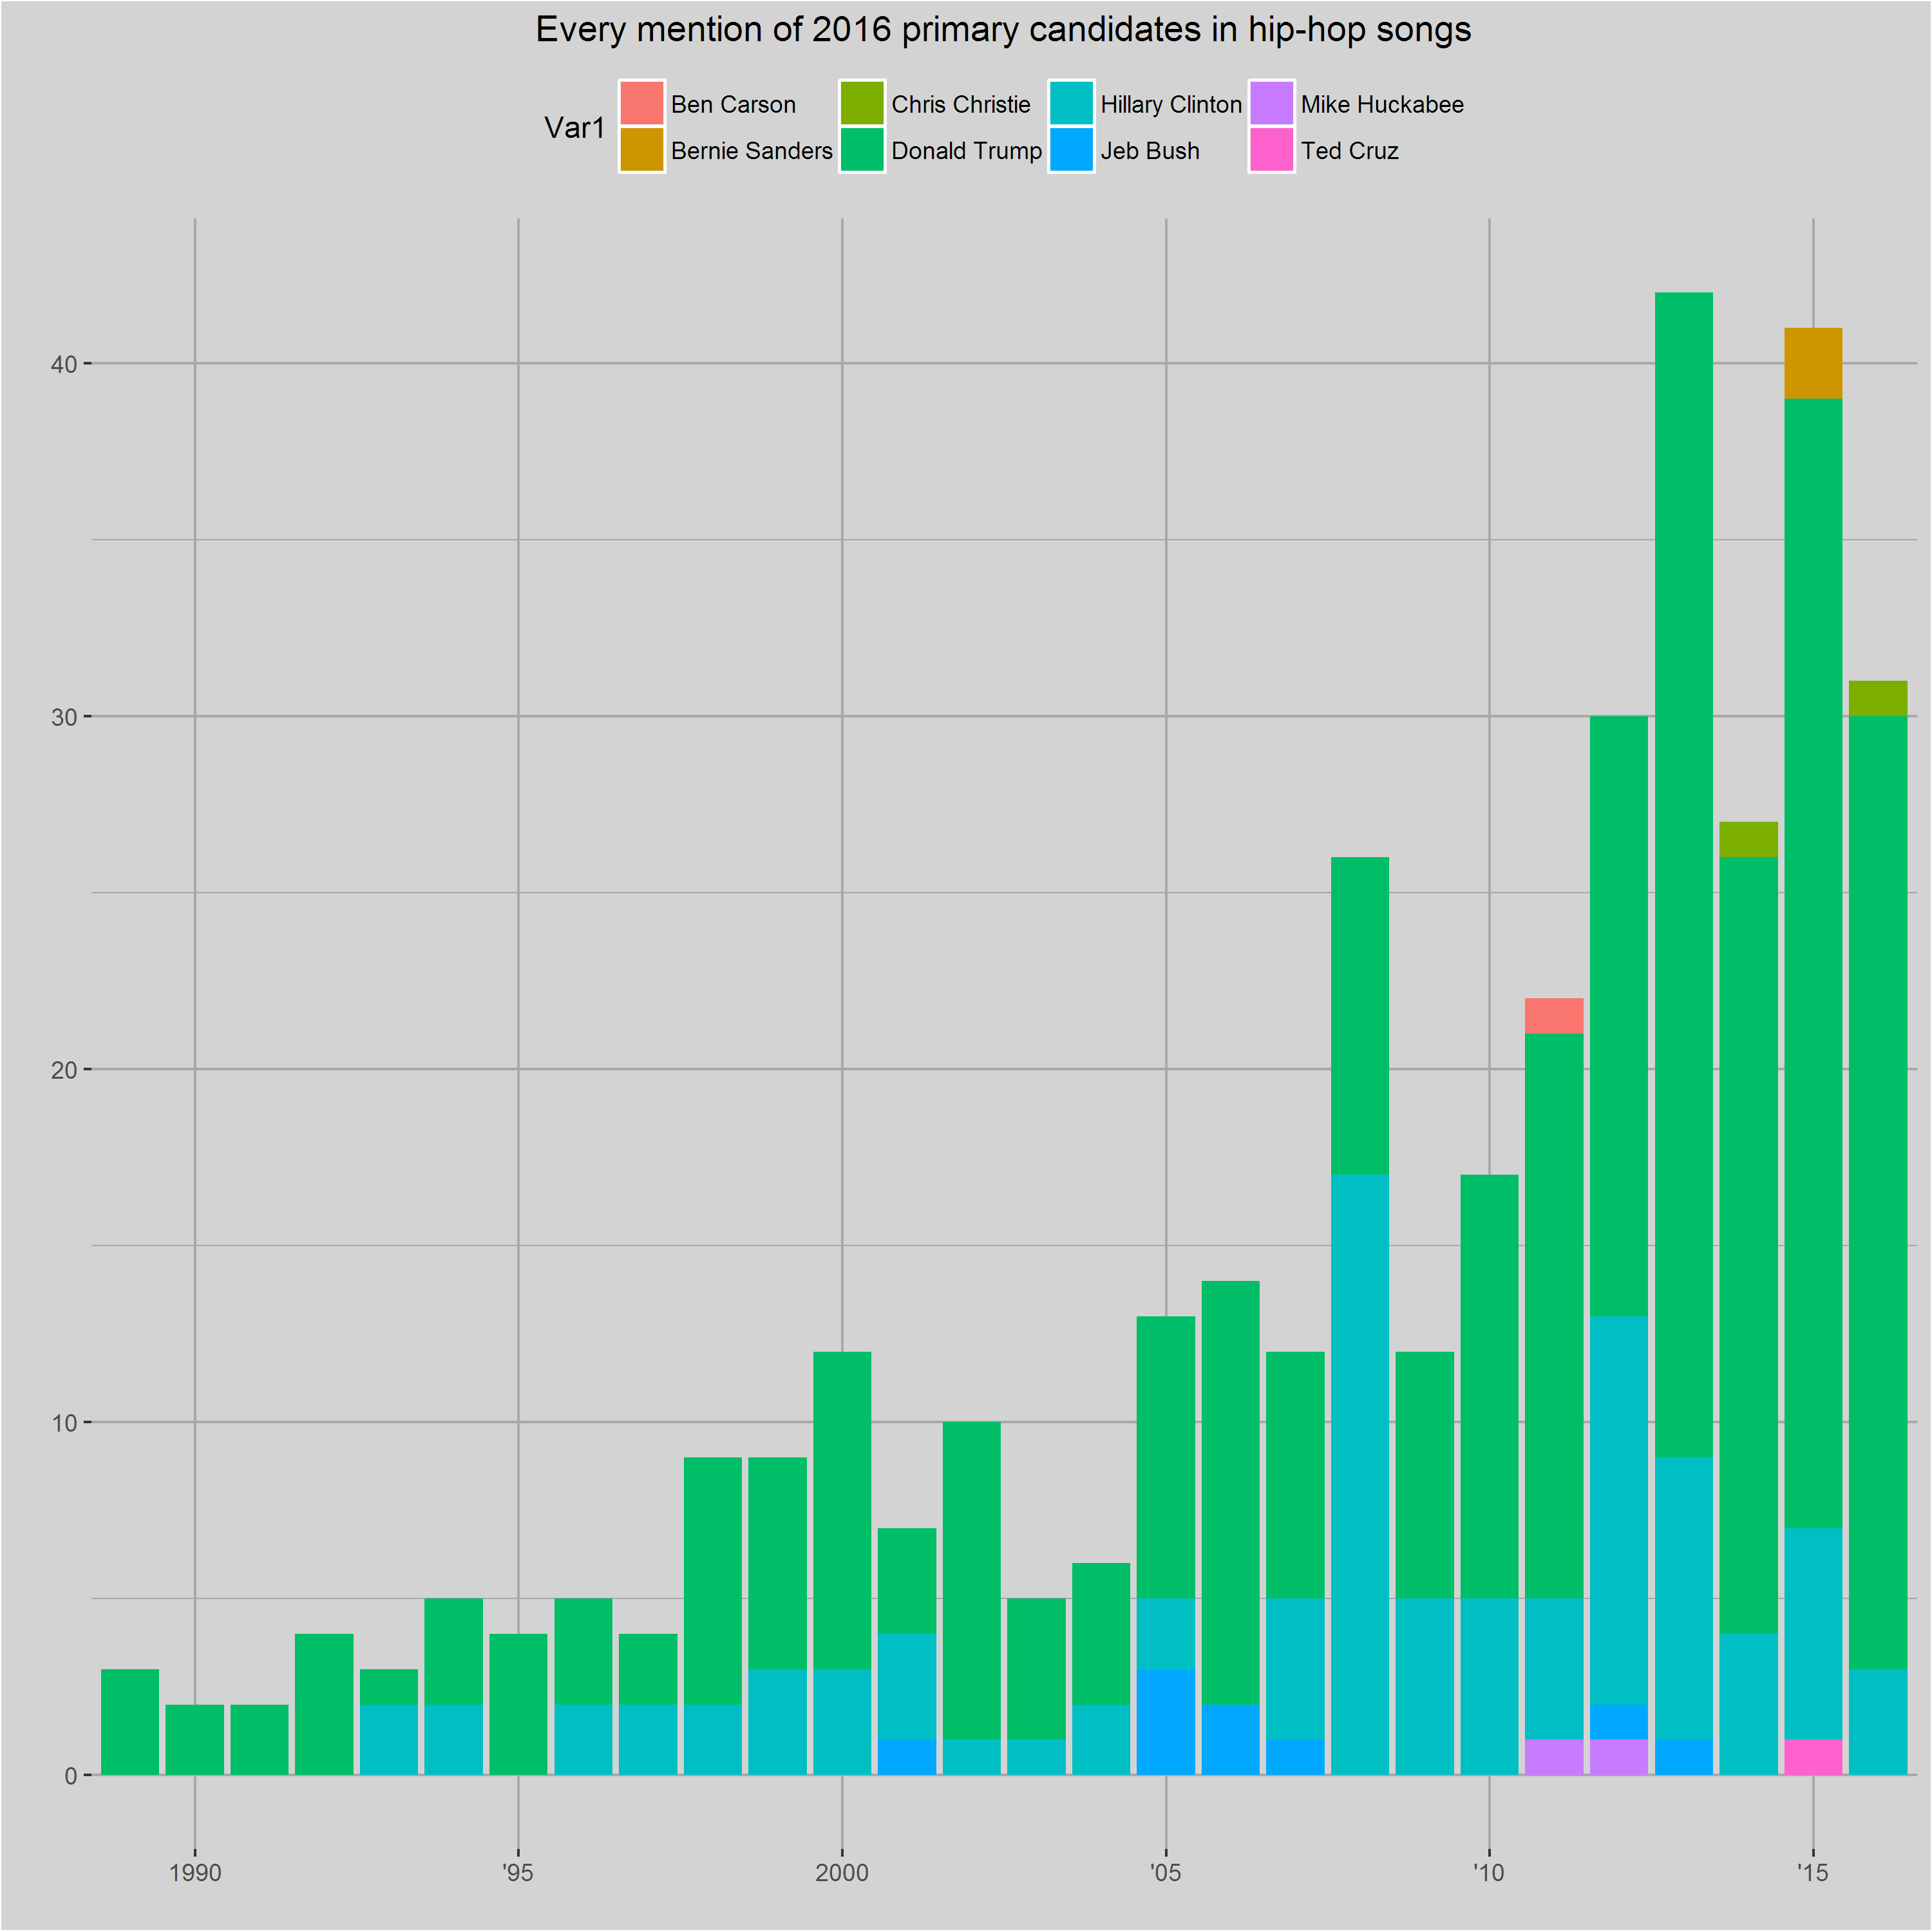 Every mention of 2016 primary candidates in hip-hop songs
Var1
Ben Carson Chris Christie Hillary Clinton Mike Huckabee
Bernie Sanders Donald Trump Jeb Bush Ted Cruz
40
30
20
10
0
1990 '95 2000 '05 '10 '15